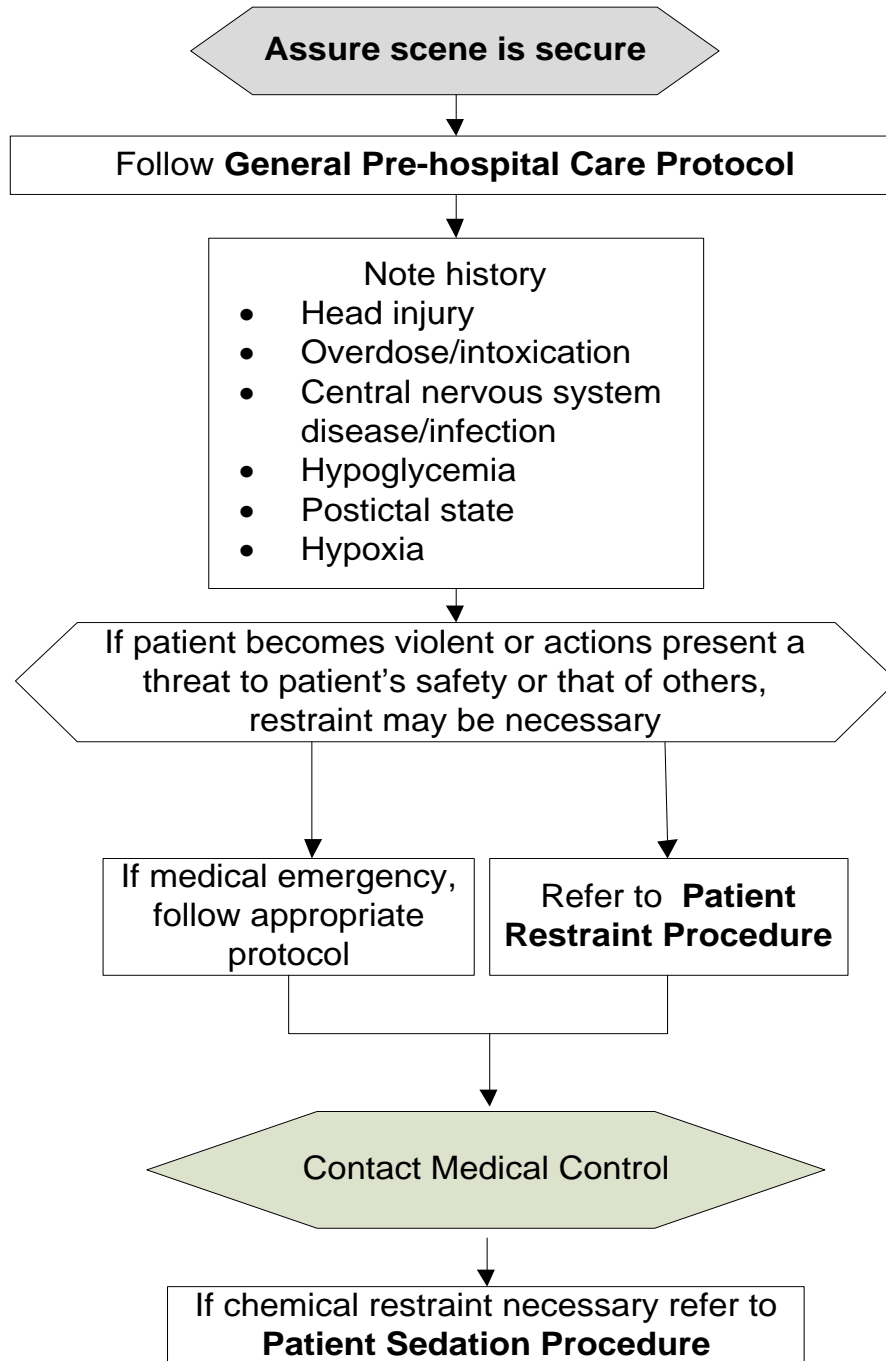 Assure scene is secure
Follow General Pre-hospital Care Protocol
Note history
• Head injury
• Overdose/intoxication
• Central nervous system
disease/infection
• Hypoglycemia
• Postictal state
• Hypoxia
If patient becomes violent or actions present a
threat to patient’s safety or that of others,
restraint may be necessary
If medical emergency,
follow appropriate
protocol
Refer to Patient
Restraint Procedure
Contact Medical Control
If chemical restraint necessary refer to
Patient Sedation Procedure